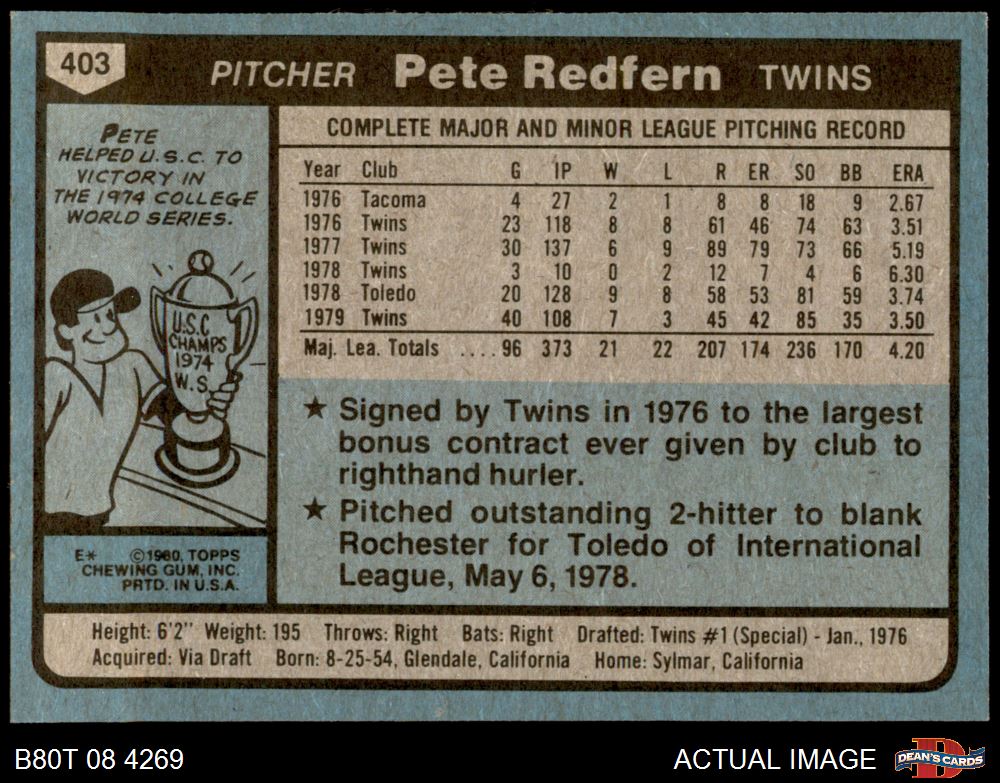 403
PITCHER Pete Redfern TWINS
PETE
HELPED U.S.C. TO
VICTORY IN
THE 1974 COLLEGE
WORLD SERIES.
U.S.C
CHAMPS
1974
W.S.
E* ©1980, TOPPS
CHEWING GUM, INC.
PRTD. IN U.S.A.
COMPLETE MAJOR AND MINOR LEAGUE PITCHING RECORD
Year Club G IP W L R ER SO BB ERA
1976 Tacoma 4 27 2 1 8 8 18 9 2.67
1976 Twins 23 118 8 8 61 46 74 63 3.51
1977 Twins 30 137 6 9 89 79 73 66 5.19
1978 Twins 3 10 0 2 12 7 4 6 6.30
1978 Toledo 20 128 9 8 58 53 81 59 3.74
1979 Twins 40 108 7 3 45 42 85 35 3.50
Maj. Lea. Totals ....96 373 21 22 207 174 236 170 4.20
★ Signed by Twins in 1976 to the largest
bonus contract ever given by club to
righthand hurler.
★ Pitched outstanding 2-hitter to blank
Rochester for Toledo of International
League, May 6, 1978.
Height: 6'2" Weight: 195 Throws: Right Bats: Right Drafted: Twins #1 (Special) - Jan., 1976
Acquired: Via Draft Born: 8-25-54, Glendale, California Home: Sylmar, California
B80T 08 4269 ACTUAL IMAGE DEAN'S CARDS